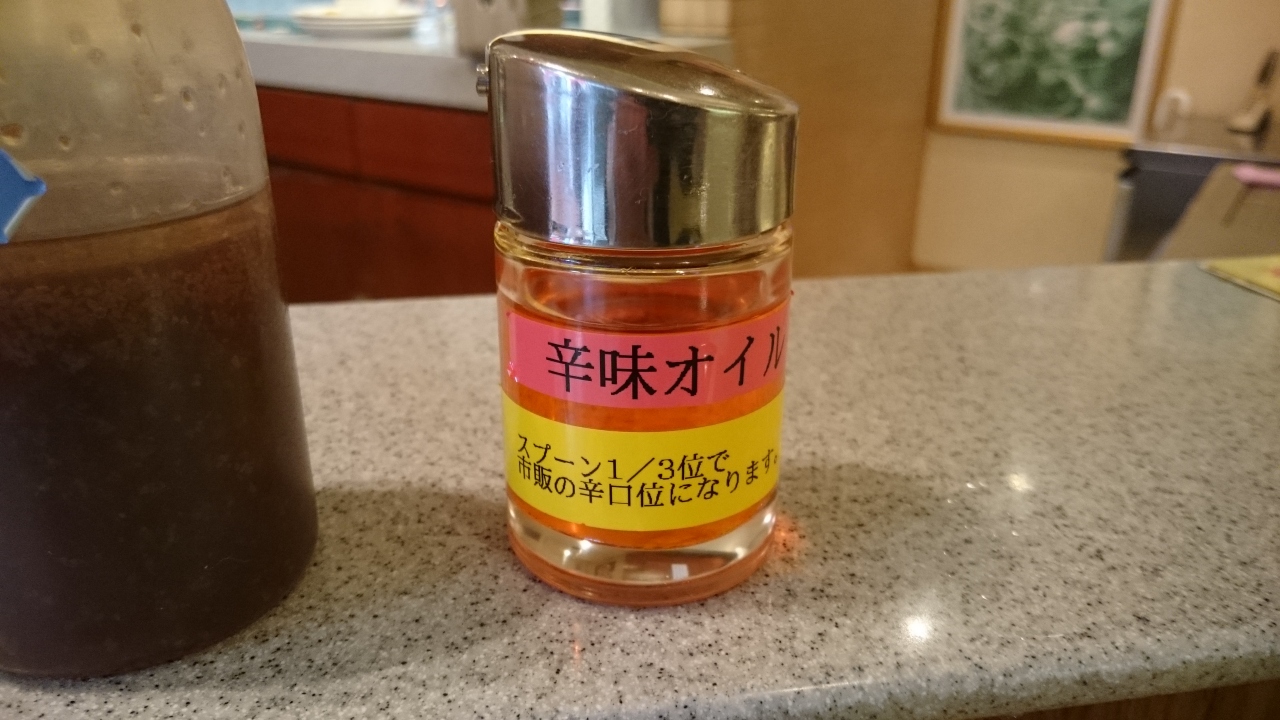 辛味オイル
スプーン1／3位で
市販の辛口位になります。